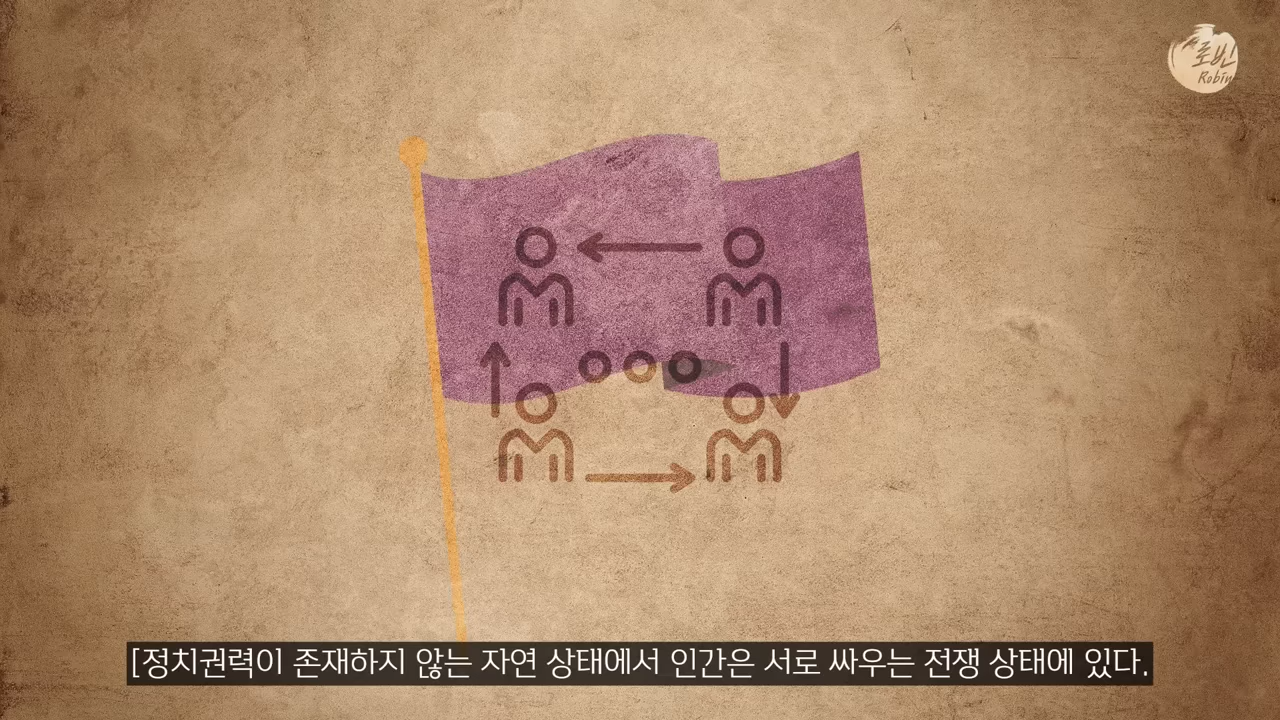 로빈
Robin
[정치권력이 존재하지 않는 자연 상태에서 인간은 서로 싸우는 전쟁 상태에 있다.